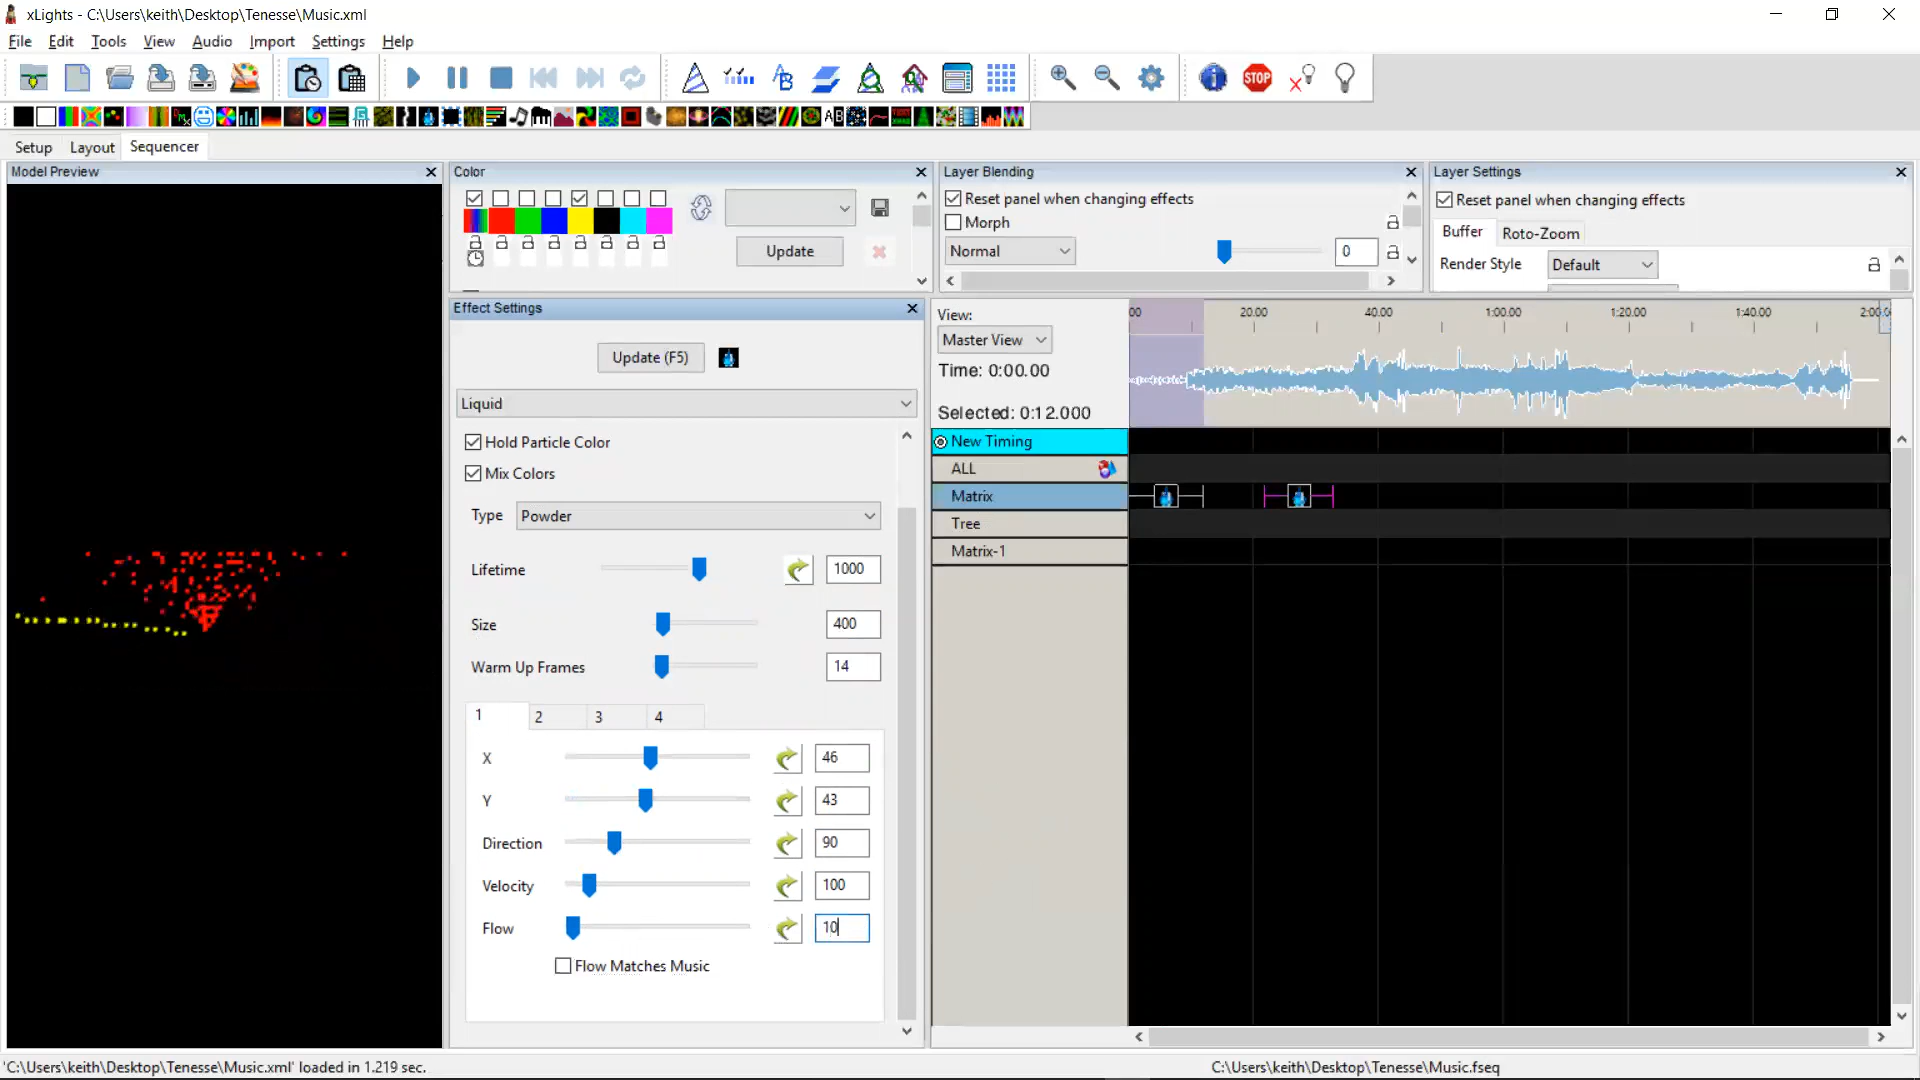 xLights - C:\Users\keith\Desktop\Tenesse\Music.xml
File Edit Tools View Audio Import Settings Help
Setup Layout Sequencer
Model Preview
Color
Update
Layer Blending
Reset panel when changing effects
Morph
Normal 0
Layer Settings
Reset panel when changing effects
Buffer Roto-Zoom
Render Style Default
Effect Settings
Update (F5)
Liquid
Hold Particle Color
Mix Colors
Type Powder
Lifetime 1000
Size 400
Warm Up Frames 14
1 2 3 4
X 46
Y 43
Direction 90
Velocity 100
Flow 10
Flow Matches Music
View:
Master View
Time: 0:00.00
Selected: 0:12.000
20:00 40:00 1:00:00 1:20:00 1:40:00
New Timing
ALL
Matrix
Tree
Matrix-1
'C:\Users\keith\Desktop\Tenesse\Music.xml' loaded in 1.219 sec.
C:\Users\keith\Desktop\Tenesse\Music.fseq